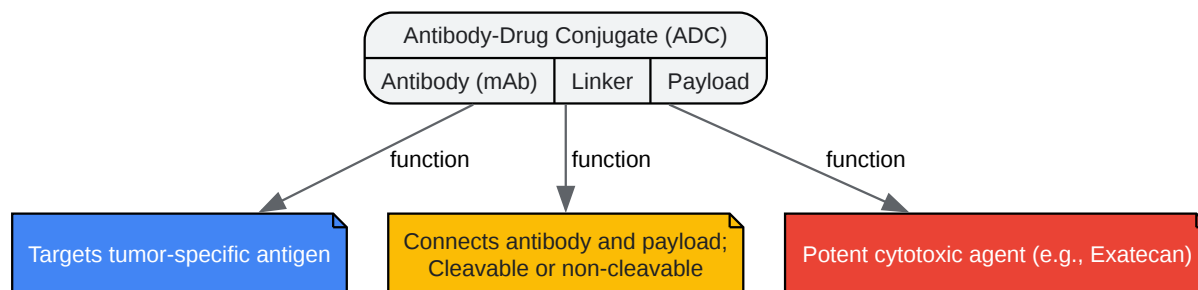 Antibody-Drug Conjugate (ADC)
Antibody (mAb)
Linker
Payload
function
function
function
Targets tumor-specific antigen
Connects antibody and payload;
Cleavable or non-cleavable
Potent cytotoxic agent (e.g., Exatecan)